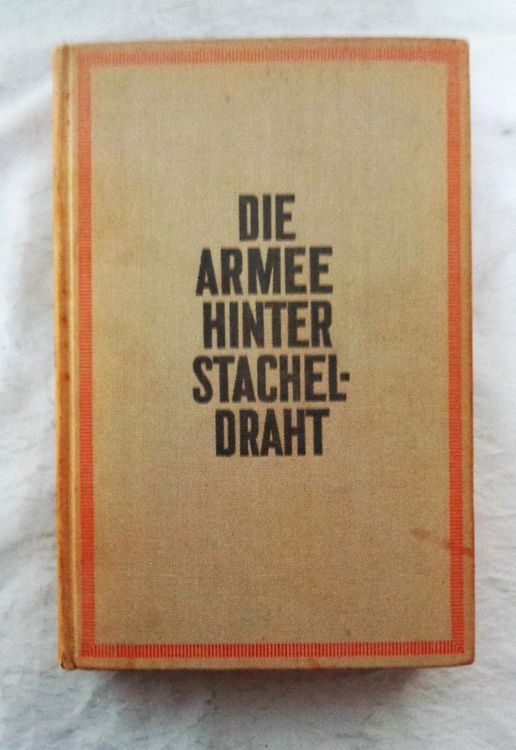 DIE
ARMEE
HINTER
STACHEL-
DRAHT